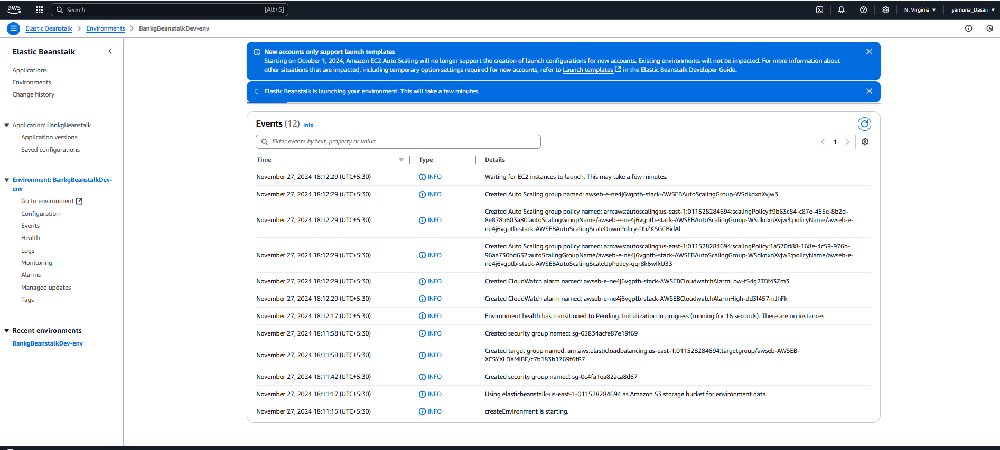 aws
Search
[Alt+S]
N. Virginia
yamuna_Dasari
Elastic Beanstalk
Environments
BankgBeanstalkDev-env
Elastic Beanstalk
Applications
Environments
Change history
Application: BankgBeanstalk
Application versions
Saved configurations
Environment: BankgBeanstalkDev-
env
Go to environment
Configuration
Events
Health
Logs
Monitoring
Alarms
Managed updates
Tags
Recent environments
BankgBeanstalkDev-env
New accounts only support launch templates
Starting on October 1, 2024, Amazon EC2 Auto Scaling will no longer support the creation of launch configurations for new accounts. Existing environments will not be impacted. For more information about
other situations that are impacted, including temporary option settings required for new accounts, refer to Launch templates in the Elastic Beanstalk Developer Guide.
Elastic Beanstalk is launching your environment. This will take a few minutes.
Events (12) Info
Filter events by text, property or value
1
Time Type Details
November 27, 2024 18:12:29 (UTC+5:30) INFO Waiting for EC2 instances to launch. This may take a few minutes.
November 27, 2024 18:12:29 (UTC+5:30) INFO Created Auto Scaling group named: awseb-e-ne4j6vgptb-stack-AWSEBAutoScalingGroup-WSdkdxnXvjw3
November 27, 2024 18:12:29 (UTC+5:30) INFO Created Auto Scaling group policy named: arn:aws:autoscaling:us-east-1:011528284694:scalingPolicy:f9b63c84-c87e-455e-8b2d-
8e878b603a80:autoScalingGroupName/awseb-e-ne4j6vgptb-stack-AWSEBAutoScalingGroup-WSdkdxnXvjw3:policyName/awseb-e-
ne4j6vgptb-stack-AWSEBAutoScalingScaleDownPolicy-DhZKSGCBidAl
November 27, 2024 18:12:29 (UTC+5:30) INFO Created Auto Scaling group policy named: arn:aws:autoscaling:us-east-1:011528284694:scalingPolicy:1a570d88-168e-4c59-976b-
96aa730bd632:autoScalingGroupName/awseb-e-ne4j6vgptb-stack-AWSEBAutoScalingGroup-WSdkdxnXvjw3:policyName/awseb-e-
ne4j6vgptb-stack-AWSEBAutoScalingScaleUpPolicy-qqr8k6wIkU33
November 27, 2024 18:12:29 (UTC+5:30) INFO Created CloudWatch alarm named: awseb-e-ne4j6vgptb-stack-AWSEBCloudwatchAlarmLow-tS4g2TBM3Zm3
November 27, 2024 18:12:29 (UTC+5:30) INFO Created CloudWatch alarm named: awseb-e-ne4j6vgptb-stack-AWSEBCloudwatchAlarmHigh-dd3l457mJhFk
November 27, 2024 18:12:17 (UTC+5:30) INFO Environment health has transitioned to Pending. Initialization in progress (running for 16 seconds). There are no instances.
November 27, 2024 18:11:58 (UTC+5:30) INFO Created security group named: sg-03834acfe87e19f69
November 27, 2024 18:11:58 (UTC+5:30) INFO Created target group named: arn:aws:elasticloadbalancing:us-east-1:011528284694:targetgroup/awseb-AWSEB-
XCSYXLDXMIBE/c7b183b1769f6f87
November 27, 2024 18:11:42 (UTC+5:30) INFO Created security group named: sg-0c4fa1ea82aca8d67
November 27, 2024 18:11:17 (UTC+5:30) INFO Using elasticbeanstalk-us-east-1-011528284694 as Amazon S3 storage bucket for environment data.
November 27, 2024 18:11:15 (UTC+5:30) INFO createEnvironment is starting.